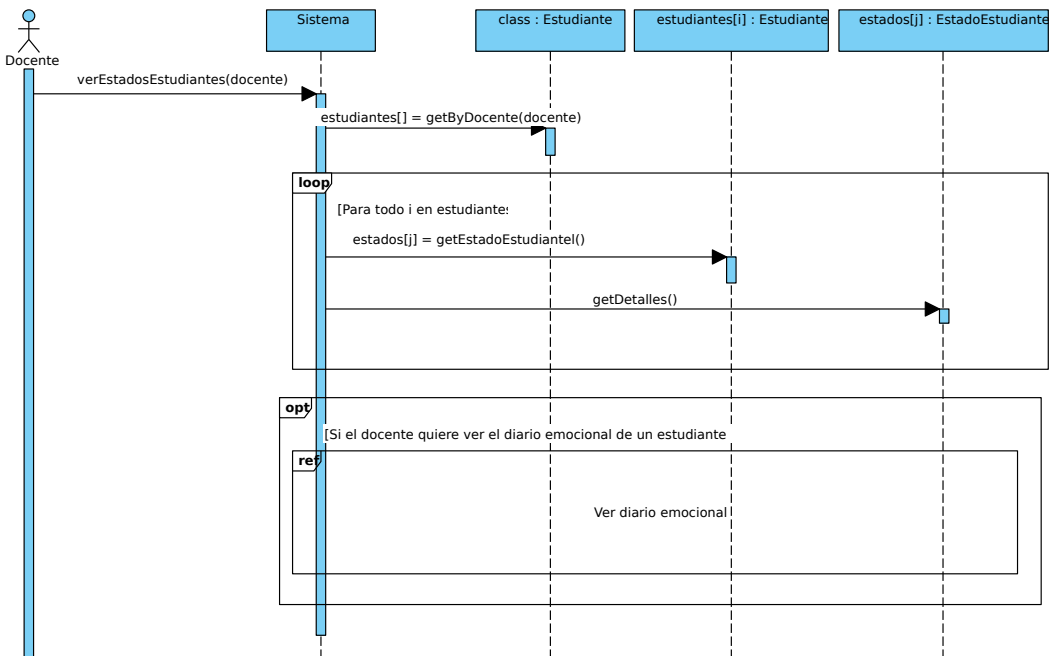 Docente
Sistema
class : Estudiante
estudiantes[i] : Estudiante
estados[j] : EstadoEstudiante
verEstadosEstudiantes(docente)
estudiantes[] = getByDocente(docente)
loop
[Para todo i en estudiantes
estados[j] = getEstadoEstudiantel()
getDetalles()
opt
[Si el docente quiere ver el diario emocional de un estudiante
ref
Ver diario emocional